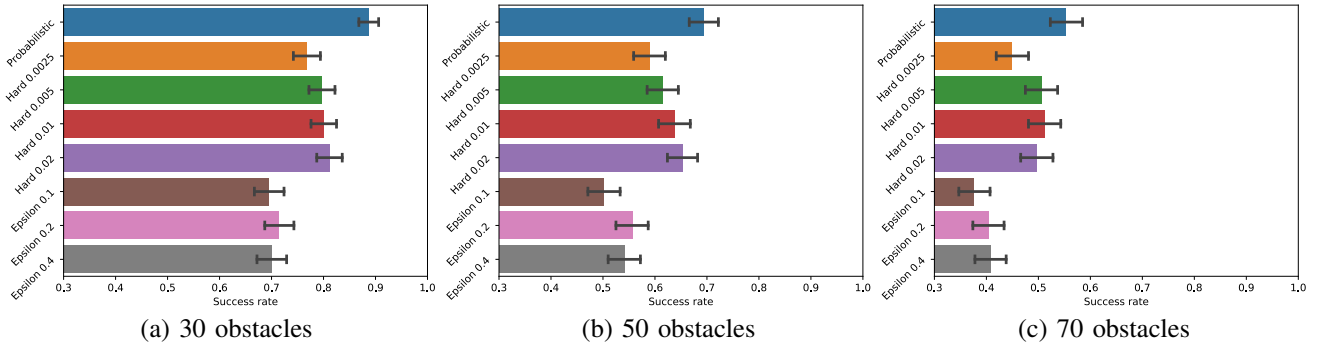 Probabilistic
Hard 0.0025
Hard 0.005
Hard 0.01
Hard 0.02
Epsilon 0.1
Epsilon 0.2
Epsilon 0.4
0.3 0.4 0.5 0.6 0.7 0.8 0.9 1.0
Success rate
(a) 30 obstacles
Probabilistic
Hard 0.0025
Hard 0.005
Hard 0.01
Hard 0.02
Epsilon 0.1
Epsilon 0.2
Epsilon 0.4
0.3 0.4 0.5 0.6 0.7 0.8 0.9 1.0
Success rate
(b) 50 obstacles
Probabilistic
Hard 0.0025
Hard 0.005
Hard 0.01
Hard 0.02
Epsilon 0.1
Epsilon 0.2
Epsilon 0.4
0.3 0.4 0.5 0.6 0.7 0.8 0.9 1.0
Success rate
(c) 70 obstacles